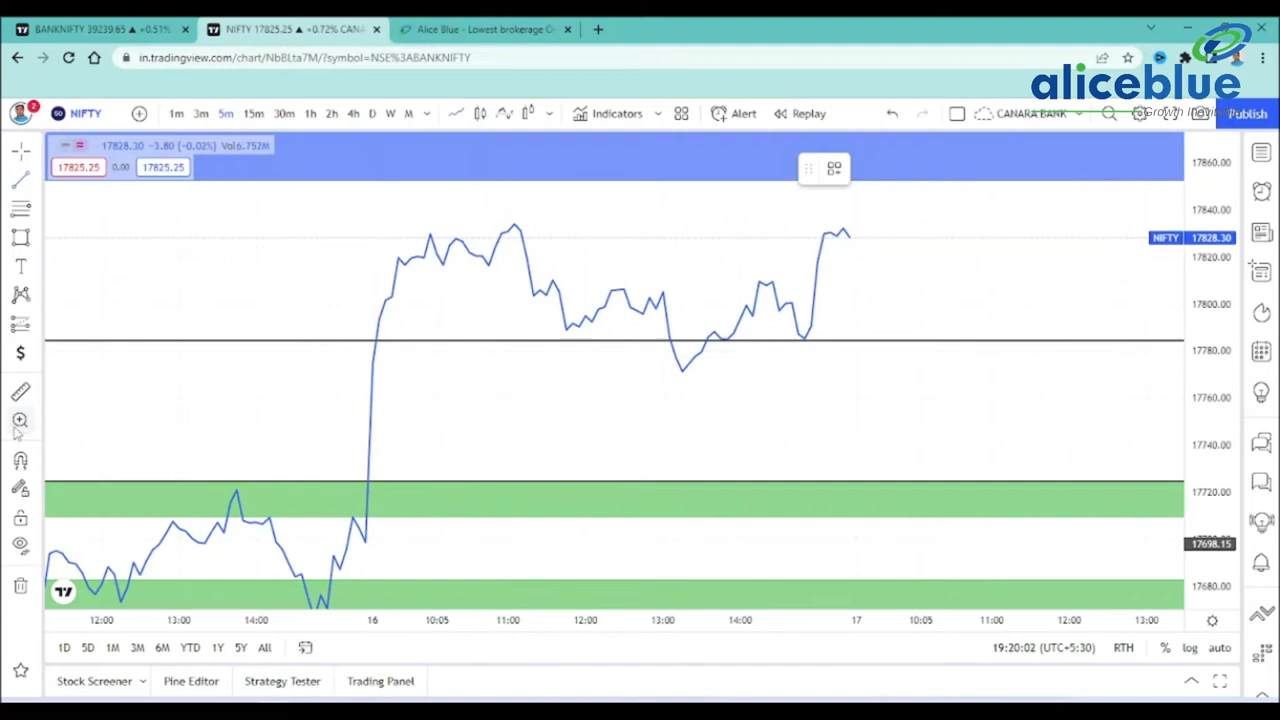 BANKNIFTY 39239.65 ▲ +0.51%
NIFTY 17825.25 ▲ +0.72% CANA
Alice Blue - Lowest brokerage
in.tradingview.com/chart/NbBLta7M/?symbol=NSE%3ABANKNIFTY
aliceblue
2
NIFTY
1m 3m 5m 15m 30m 1h 2h 4h D W M
Indicators
Alert
Replay
CANARA BANK
Publish
17828.30 −3.80 (−0.02%) Vol6.752M
17825.25 0.00 17825.25
17860.00
17840.00
NIFTY 17828.30
17820.00
17800.00
17780.00
17760.00
17740.00
17720.00
17698.15
17680.00
12:00 13:00 14:00 16 10:05 11:00 12:00 13:00 14:00 17 10:05 11:00 12:00 13:00
1D 5D 1M 3M 6M YTD 1Y 5Y All
19:20:02 (UTC+5:30) RTH % log auto
Stock Screener Pine Editor Strategy Tester Trading Panel